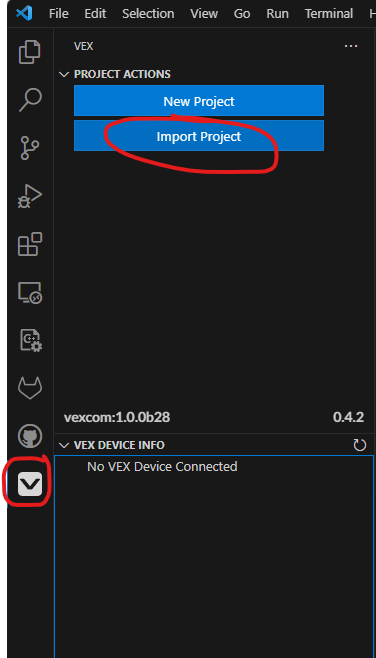 File Edit Selection View Go Run Terminal
VEX
PROJECT ACTIONS
New Project
Import Project
vexcom:1.0.0b28 0.4.2
VEX DEVICE INFO
No VEX Device Connected